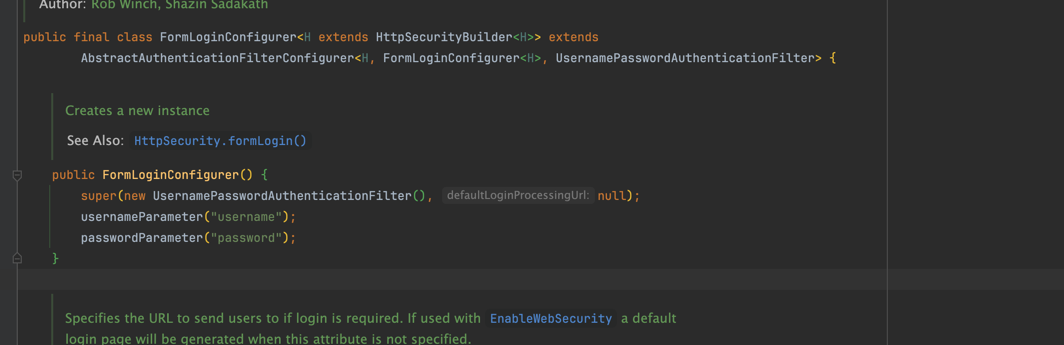 Author: Rob Winch, Shazin Sadakath
public final class FormLoginConfigurer<H extends HttpSecurityBuilder<H>> extends
AbstractAuthenticationFilterConfigurer<H, FormLoginConfigurer<H>, UsernamePasswordAuthenticationFilter> {
Creates a new instance
See Also: HttpSecurity.formLogin()
public FormLoginConfigurer() {
super(new UsernamePasswordAuthenticationFilter(), defaultLoginProcessingUrl: null);
usernameParameter("username");
passwordParameter("password");
}
Specifies the URL to send users to if login is required. If used with EnableWebSecurity a default
login page will be generated when this attribute is not specified.